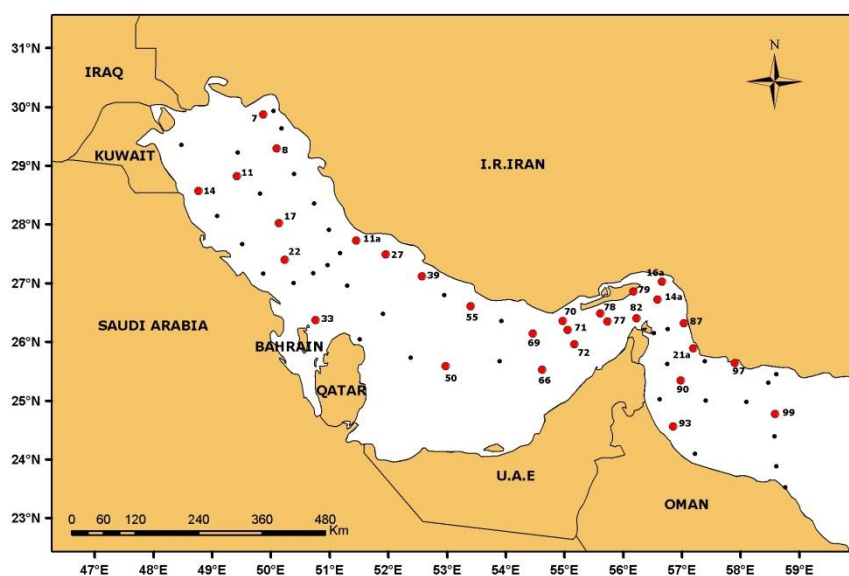 31°N
N
IRAQ
30°N
7
KUWAIT
8
I.R.IRAN
29°N
11
14
28°N
17
11a
27
22
16a
27°N
39
79
14a
SAUDI ARABIA
33
55
70
78
82
87
26°N
71
77
BAHRAIN
69
72
21a
97
50
66
90
QATAR
25°N
99
93
24°N
U.A.E
OMAN
23°N
0 60 120 240 360 480
Km
47°E 48°E 49°E 50°E 51°E 52°E 53°E 54°E 55°E 56°E 57°E 58°E 59°E